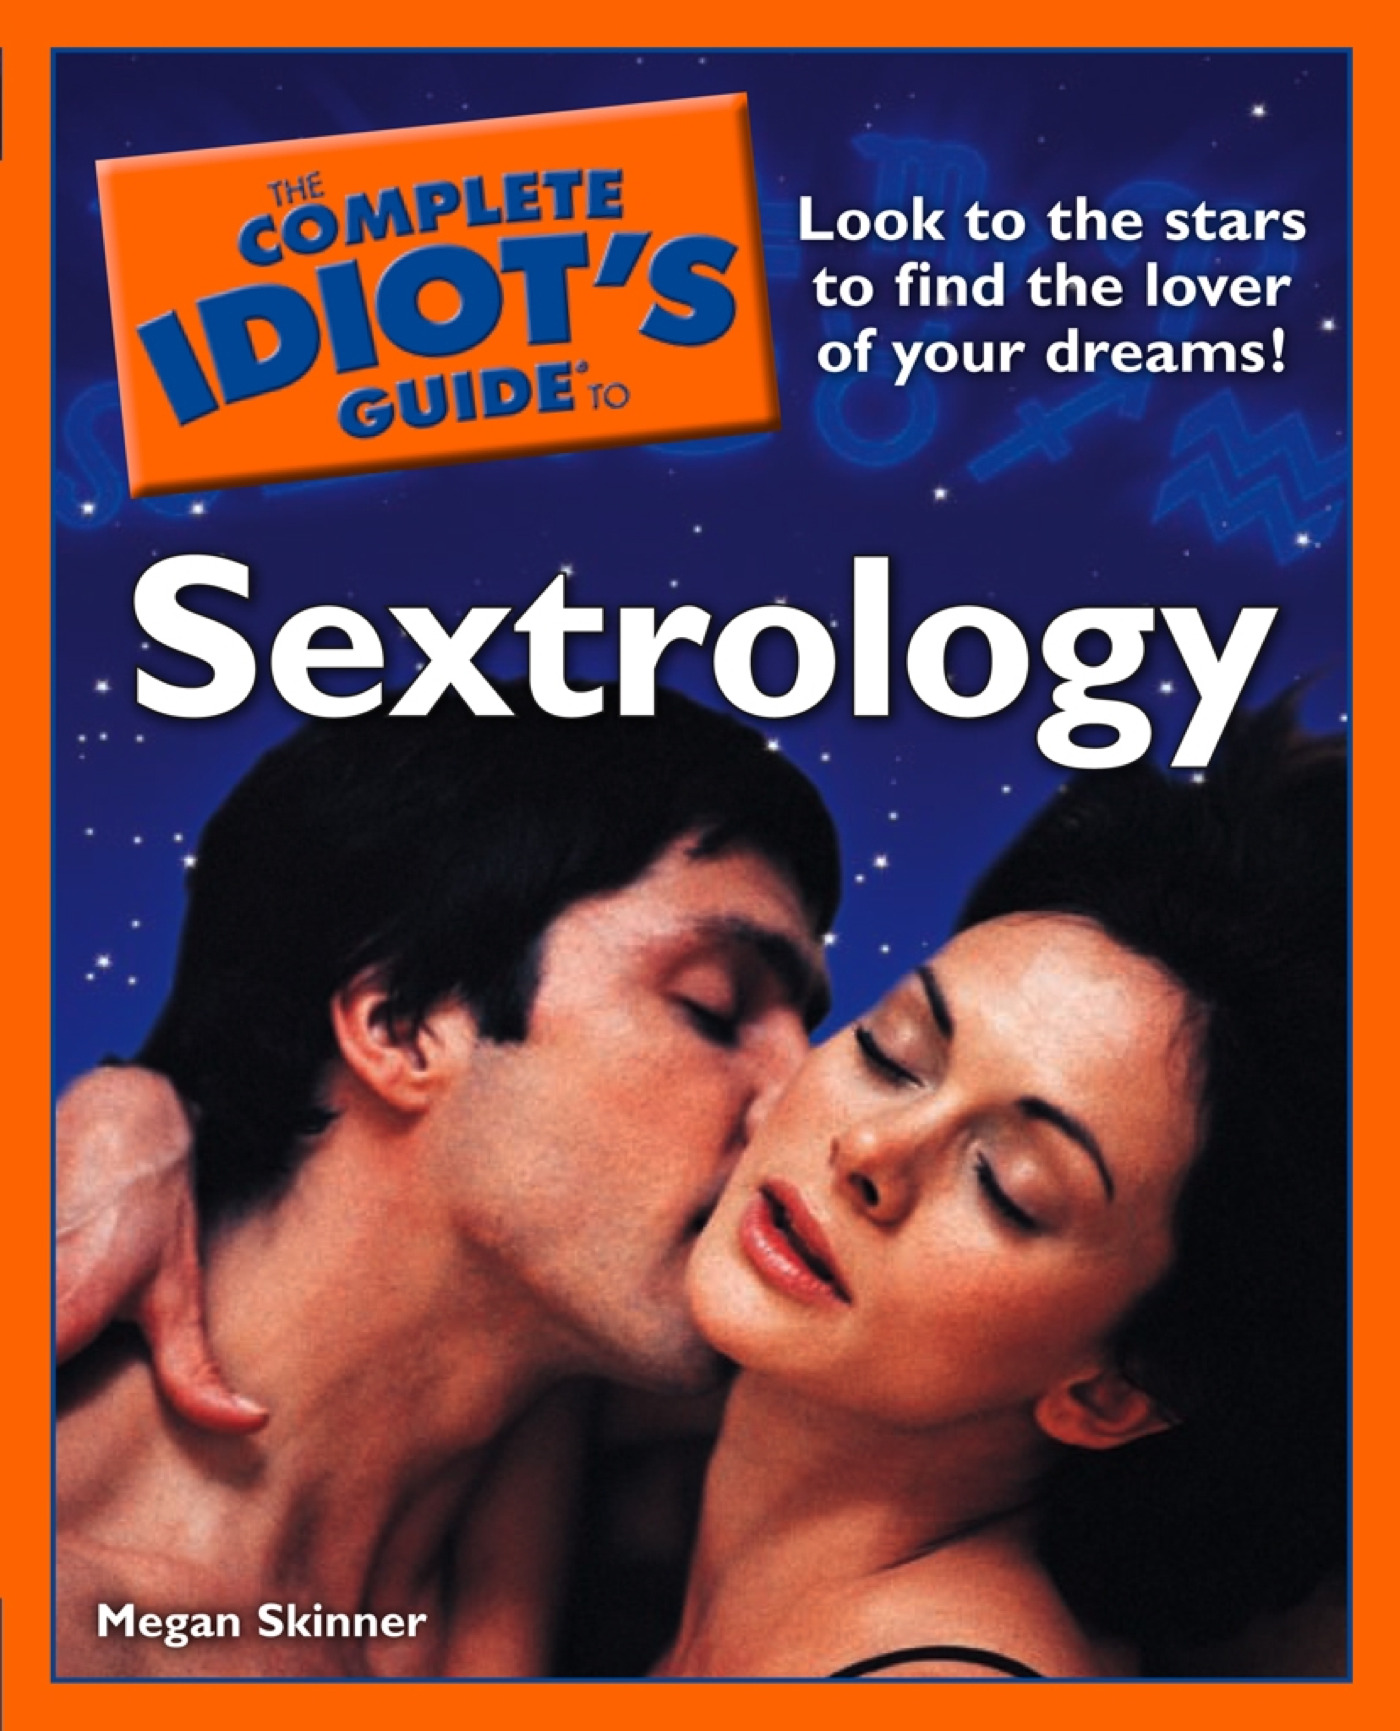 THE
COMPLETE
IDIOT'S
GUIDE® TO
Look to the stars
to find the lover
of your dreams!
Sextrology
Megan Skinner